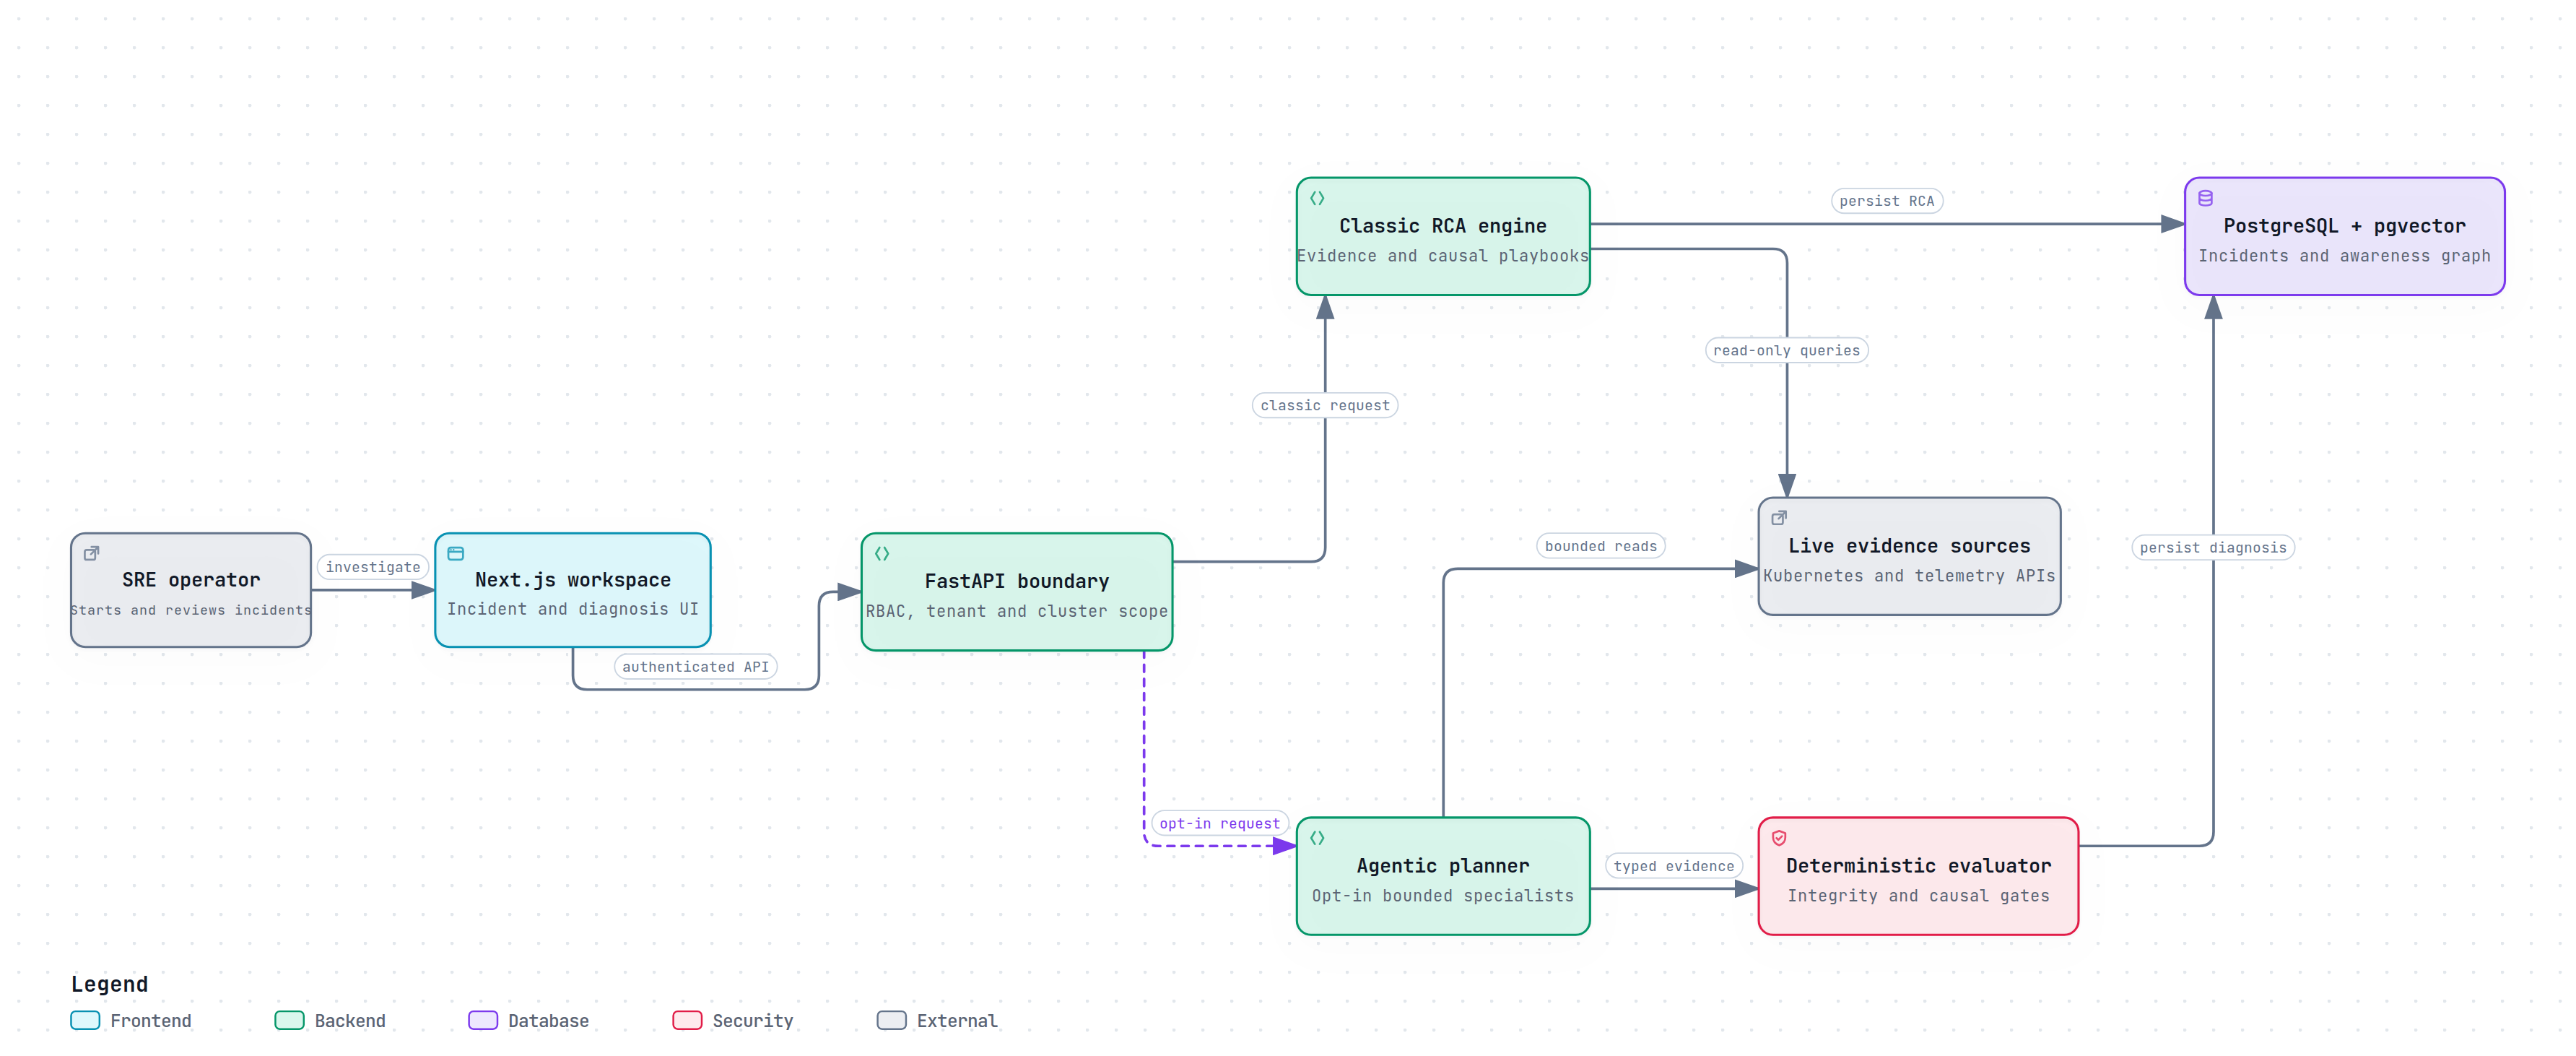 Classic RCA engine
Evidence and causal playbooks
persist RCA
PostgreSQL + pgvector
Incidents and awareness graph
read-only queries
classic request
SRE operator
Starts and reviews incidents
investigate
Next.js workspace
Incident and diagnosis UI
authenticated API
FastAPI boundary
RBAC, tenant and cluster scope
bounded reads
Live evidence sources
Kubernetes and telemetry APIs
persist diagnosis
opt-in request
Agentic planner
Opt-in bounded specialists
typed evidence
Deterministic evaluator
Integrity and causal gates
Legend
Frontend
Backend
Database
Security
External